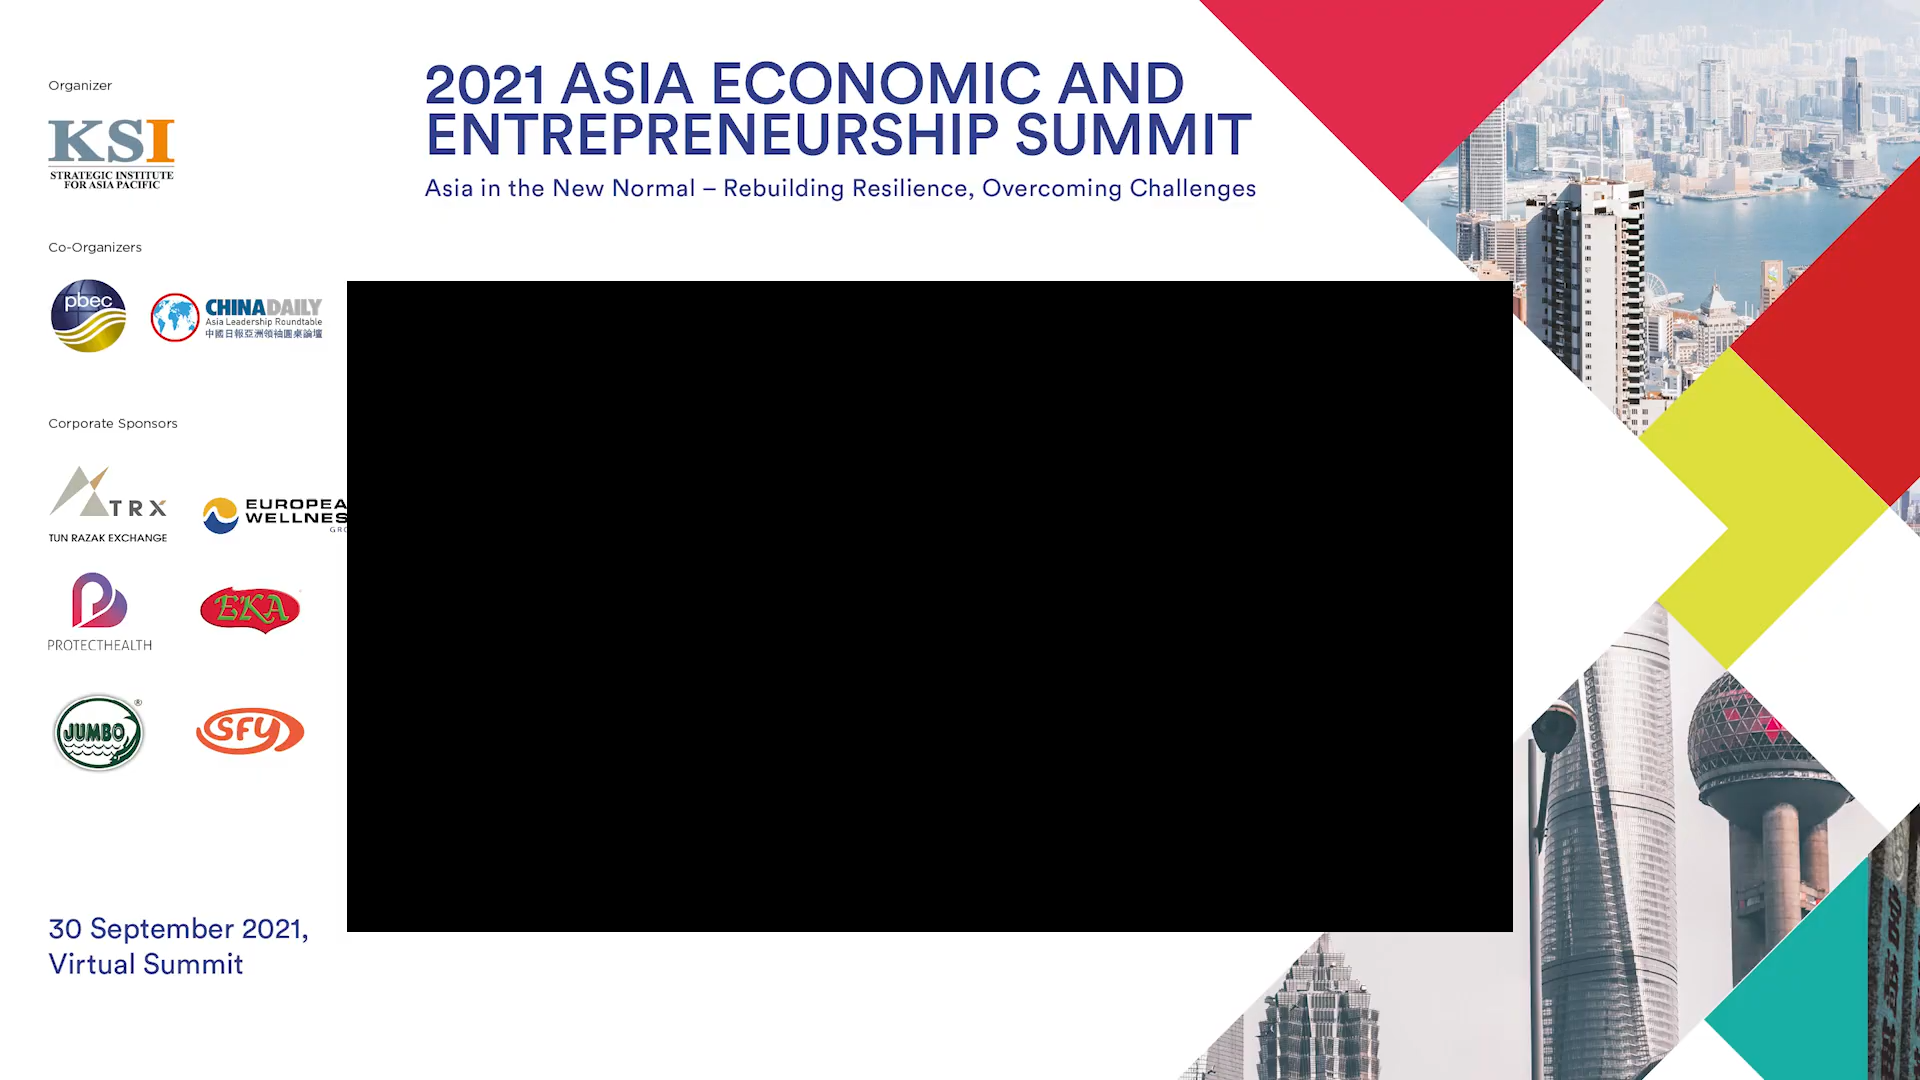 Organizer
KSI
STRATEGIC INSTITUTE
FOR ASIA PACIFIC
2021 ASIA ECONOMIC AND
ENTREPRENEURSHIP SUMMIT
Asia in the New Normal – Rebuilding Resilience, Overcoming Challenges
Co-Organizers
pbec
CHINADAILY
Asia Leadership Roundtable
中國日報亞洲領袖圓桌論壇
Corporate Sponsors
TRX
TUN RAZAK EXCHANGE
EUROPEA
WELLNES
GRO
PROTECTHEALTH
EKA
JUMBO ®
SFY
30 September 2021,
Virtual Summit